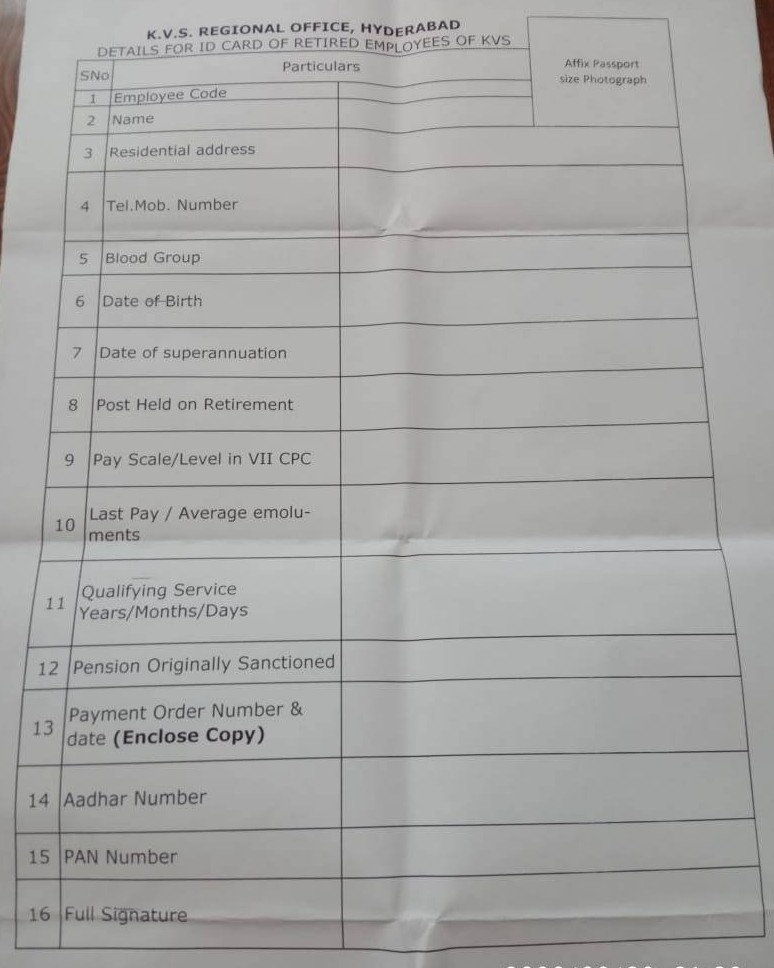 K.V.S. REGIONAL OFFICE, HYDERABAD
DETAILS FOR ID CARD OF RETIRED EMPLOYEES OF KVS
Affix Passport
size Photograph
SNo Particulars
1 Employee Code
2 Name
3 Residential address
4 Tel.Mob. Number
5 Blood Group
6 Date of Birth
7 Date of superannuation
8 Post Held on Retirement
9 Pay Scale/Level in VII CPC
10 Last Pay / Average emolu-
ments
11 Qualifying Service
Years/Months/Days
12 Pension Originally Sanctioned
13 Payment Order Number &
date (Enclose Copy)
14 Aadhar Number
15 PAN Number
16 Full Signature